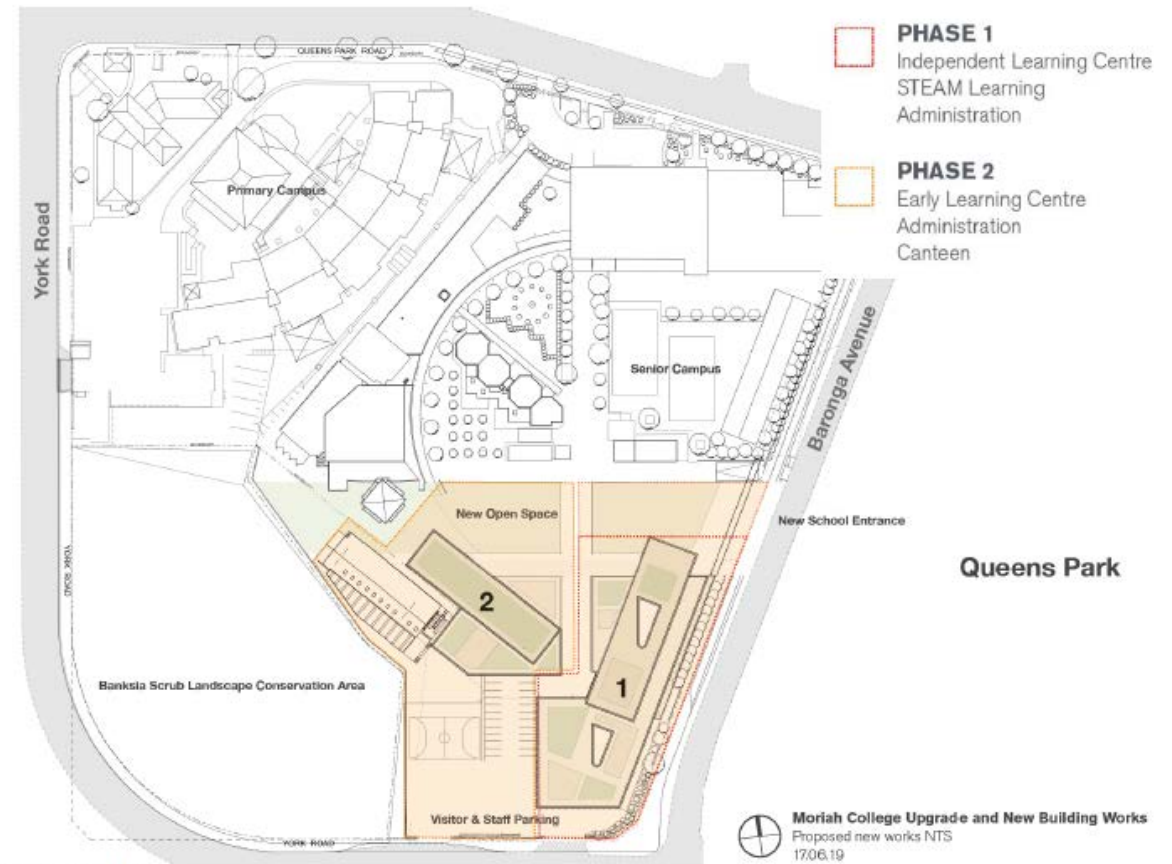 PHASE 1
Independent Learning Centre
STEAM Learning
Administration
PHASE 2
Early Learning Centre
Administration
Canteen
QUEENS PARK ROAD
York Road
Primary Campus
Baronga Avenue
Senior Campus
New Open Space
New School Entrance
Queens Park
2
1
YORK ROAD
Banksia Scrub Landscape Conservation Area
Visitor & Staff Parking
YORK ROAD
Moriah College Upgrade and New Building Works
Proposed new works NTS
17.06.19